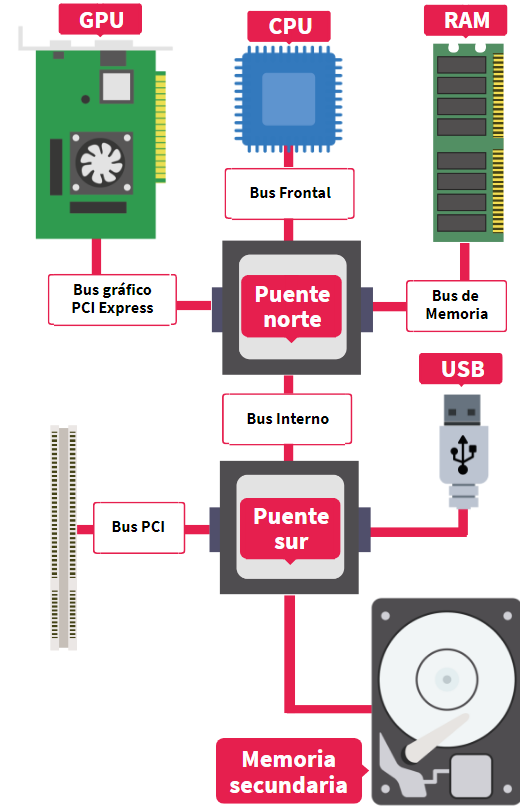 GPU
CPU
RAM
Bus Frontal
Bus gráfico
PCI Express
Puente
norte
Bus de
Memoria
USB
Bus Interno
Bus PCI
Puente
sur
Memoria
secundaria